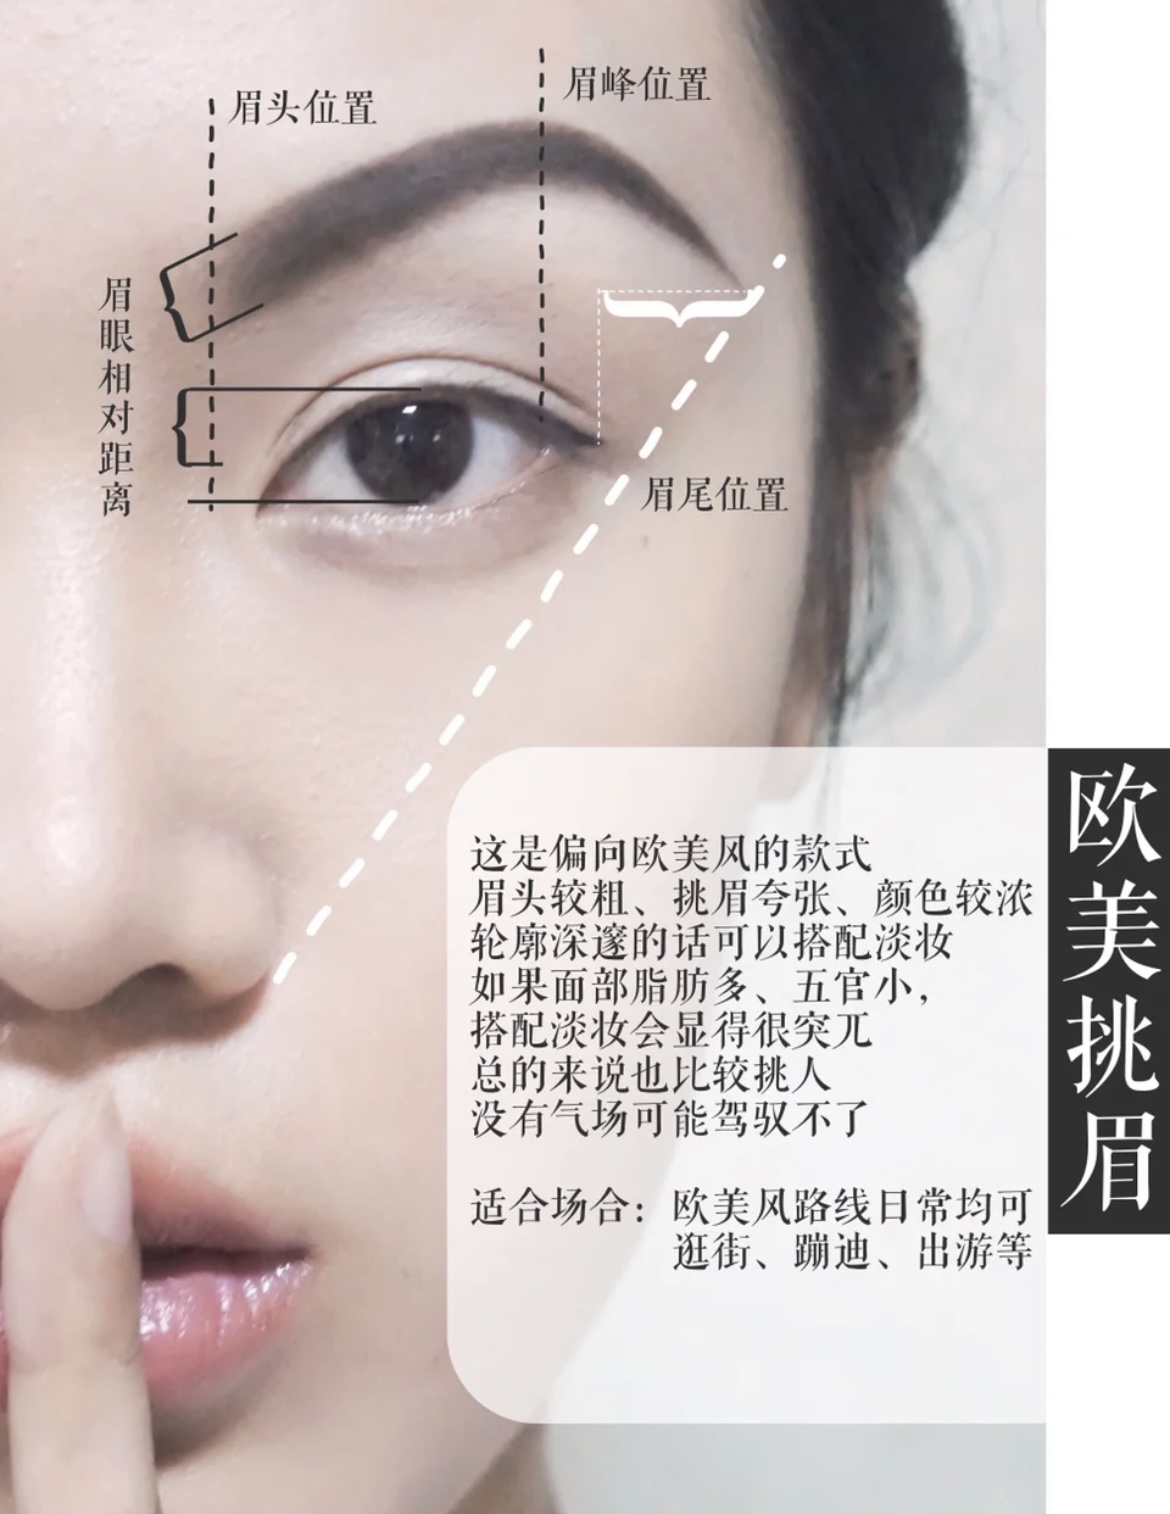 眉头位置
眉峰位置
眉眼相对距离
眉尾位置
欧美挑眉
这是偏向欧美风的款式
眉头较粗、挑眉夸张、颜色较浓
轮廓深邃的话可以搭配淡妆
如果面部脂肪多、五官小，
搭配淡妆会显得很突兀
总的来说也比较挑人
没有气场可能驾驭不了
适合场合：欧美风路线日常均可
逛街、蹦迪、出游等